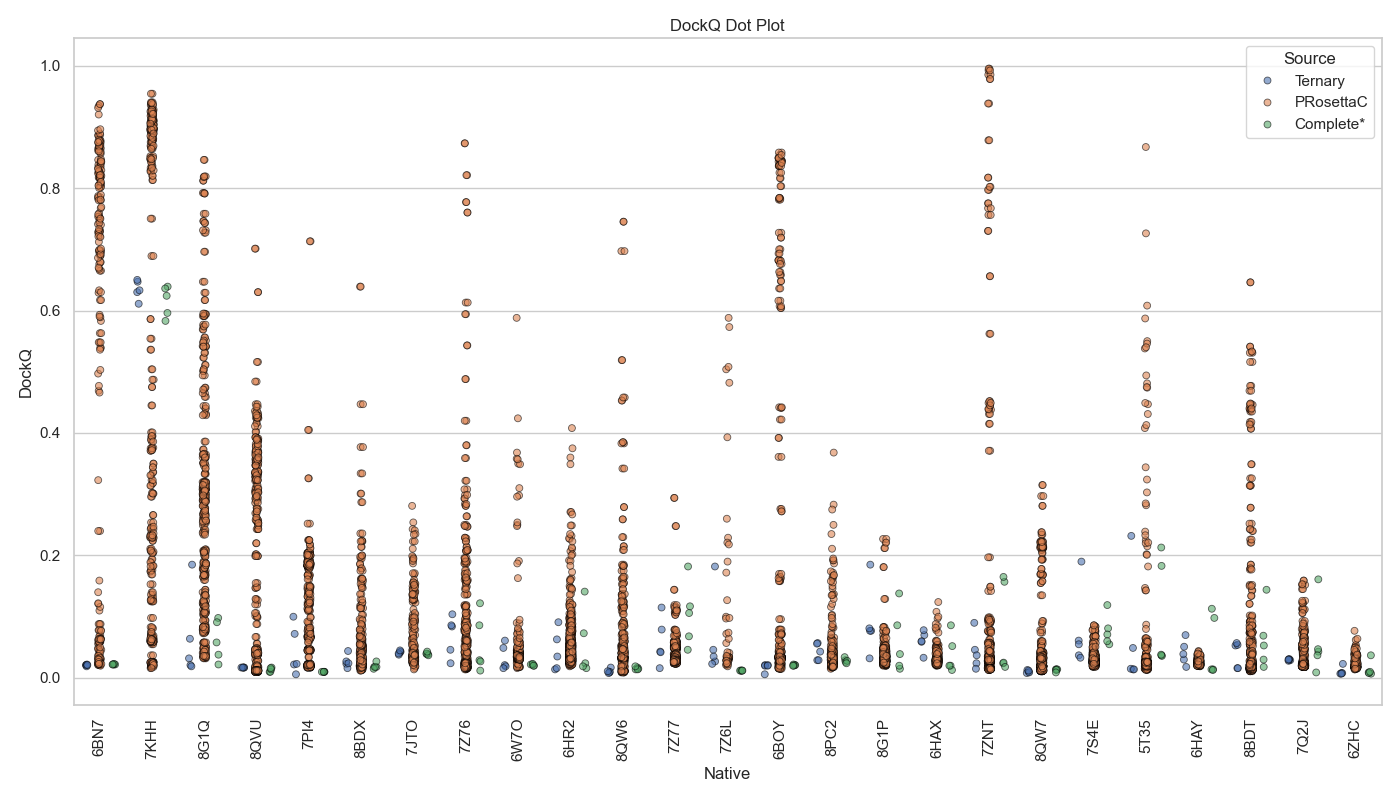 DockQ Dot Plot
Source
Ternary
PRosettaC
Complete*
DockQ
1.0
0.8
0.6
0.4
0.2
0.0
6BN7 7KHH 8G1Q 8QVU 7PI4 8BDX 7JTO 7Z76 6W7O 6HR2 8QW6 7Z77 7Z6L 6BOY 8PC2 8G1P 6HAX 7ZNT 8QW7 7S4E 5T35 6HAY 8BDT 7Q2J 6ZHC
Native